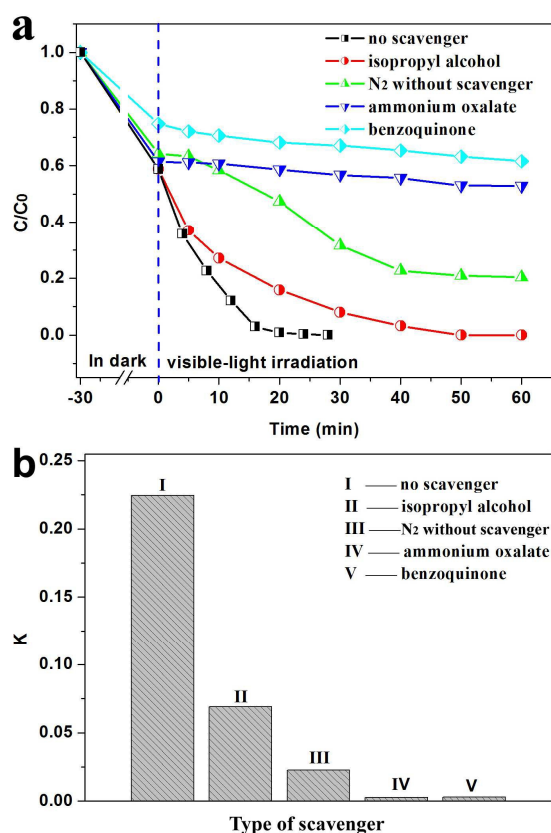 a
no scavenger
isopropyl alcohol
N2 without scavenger
ammonium oxalate
benzoquinone
1.0
0.8
0.6
0.4
0.2
0.0
C/C0
In dark
visible-light irradiation
-30 0 10 20 30 40 50 60
Time (min)
b
0.25
0.20
0.15
0.10
0.05
0.00
K
I
II
III
IV
V
I no scavenger
II isopropyl alcohol
III N2 without scavenger
IV ammonium oxalate
V benzoquinone
Type of scavenger